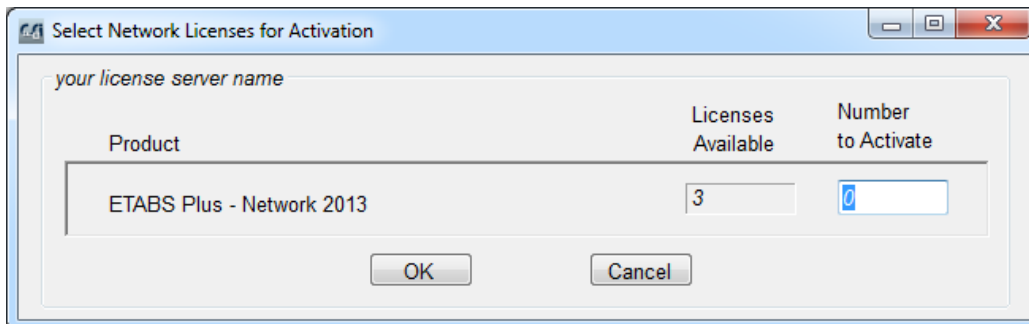 Select Network Licenses for Activation
your license server name
Product
Licenses Available
Number to Activate
ETABS Plus - Network 2013
3
0
OK
Cancel